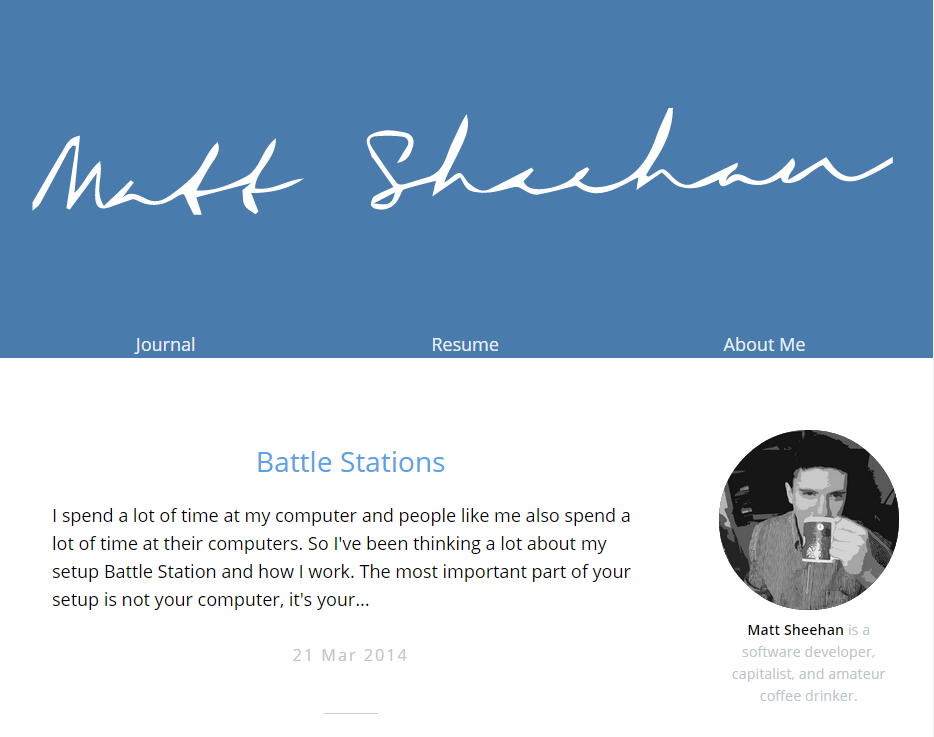 Matt Sheehan
Journal Resume About Me
Battle Stations
I spend a lot of time at my computer and people like me also spend a
lot of time at their computers. So I've been thinking a lot about my
setup Battle Station and how I work. The most important part of your
setup is not your computer, it's your...
21 Mar 2014
Matt Sheehan is a
software developer,
capitalist, and amateur
coffee drinker.